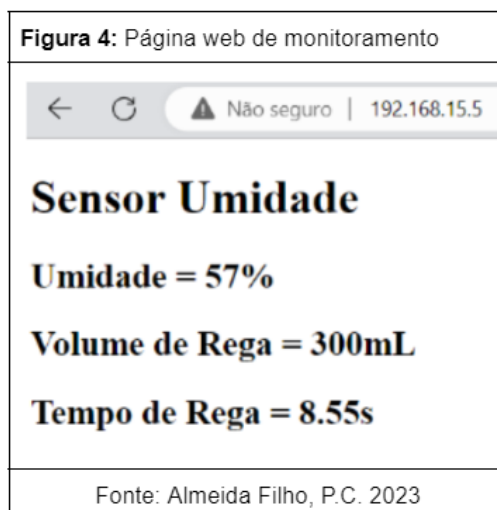 Figura 4: Página web de monitoramento
Não seguro | 192.168.15.5
Sensor Umidade
Umidade = 57%
Volume de Rega = 300mL
Tempo de Rega = 8.55s
Fonte: Almeida Filho, P.C. 2023